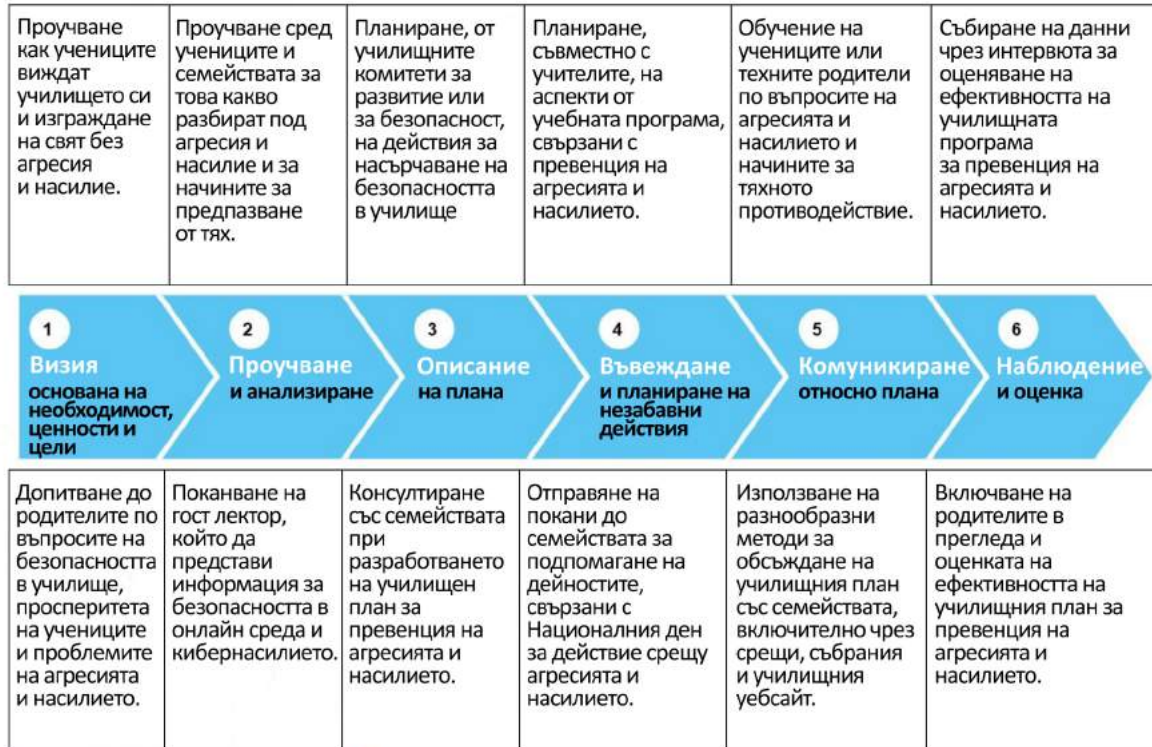 Проучване
как учениците
виждат
училището си
и изграждане
на свят без
агресия
и насилие.
Проучване сред
учениците и
семействата за
това какво
разбират под
агресия и
насилие и за
начините за
предпазване
от тях.
Планиране, от
училищните
комитети за
развитие или
за безопасност,
на действия за
насърчаване на
безопасността
в училище
Планиране,
съвместно с
учителите, на
аспекти от
учебната програма,
свързани с
превенция на
агресията и
насилието.
Обучение на
учениците или
техните родители
по въпросите на
агресията и
насилието и
начините за
тяхното
противодействие.
Събиране на данни
чрез интервюта за
оценяване на
ефективността на
училищната
програма
за превенция на
агресията и
насилието.
1
Визия
основана на
необходимост,
ценности и
цели
2
Проучване
и анализиране
3
Описание
на плана
4
Въвеждане
и планиране на
незабавни
действия
5
Комуникиране
относно плана
6
Наблюдение
и оценка
Допитване до
родителите по
въпросите на
безопасността
в училище,
просперитета
на учениците
и проблемите
на агресията
и насилието.
Поканване на
гост лектор,
който да
представи
информация за
безопасността в
онлайн среда и
кибернасилието.
Консултиране
със семействата
при
разработването
на училищен
план за
превенция на
агресията и
насилието.
Отправяне на
покани до
семействата за
подпомагане на
дейностите,
свързани с
Националния ден
за действие срещу
агресията и
насилието.
Използване на
разнообразни
методи за
обсъждане на
училищния план
със семействата,
включително чрез
срещи, събрания
и училищния
уебсайт.
Включване на
родителите в
прегледа и
оценката на
ефективността на
училищния план за
превенция на
агресията и
насилието.